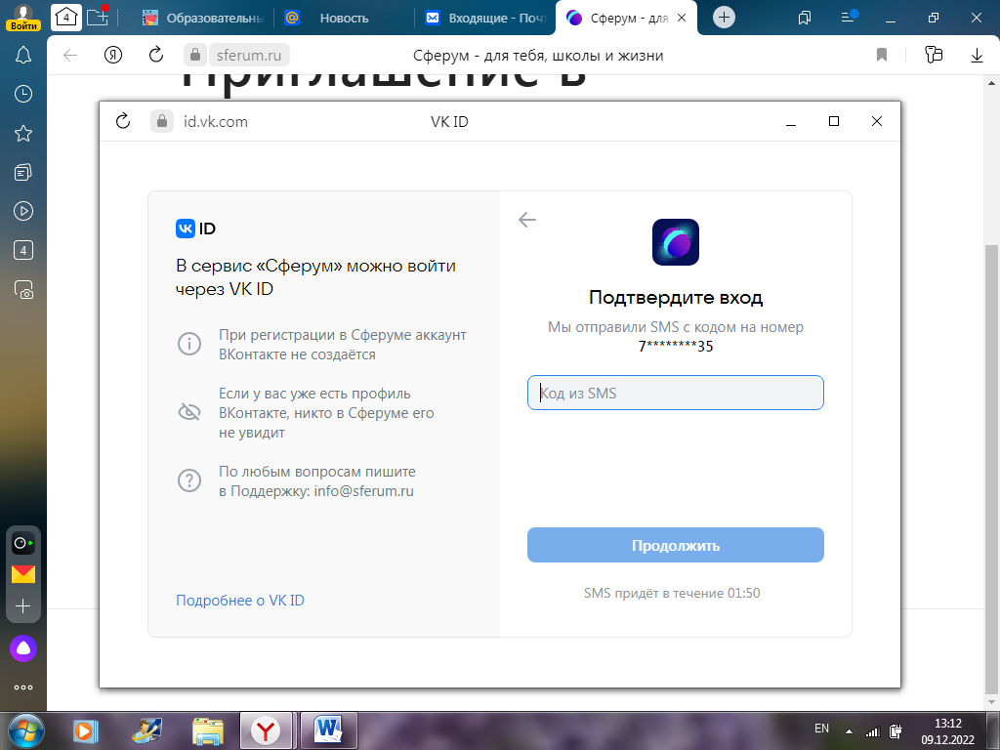 Войти
4
Образовательны
Новость
Входящие - Поч
Сферум - для
sferum.ru
Сферум - для тебя, школы и жизни
Приглашение в
id.vk.com
VK ID
VK ID
В сервис «Сферум» можно войти
через VK ID
При регистрации в Сферуме аккаунт
ВКонтакте не создаётся
Если у вас уже есть профиль
ВКонтакте, никто в Сферуме его
не увидит
По любым вопросам пишите
в Поддержку: info@sferum.ru
Подробнее о VK ID
Подтвердите вход
Мы отправили SMS с кодом на номер
7********35
Код из SMS
Продолжить
SMS придёт в течение 01:50
4
EN
13:12
09.12.2022